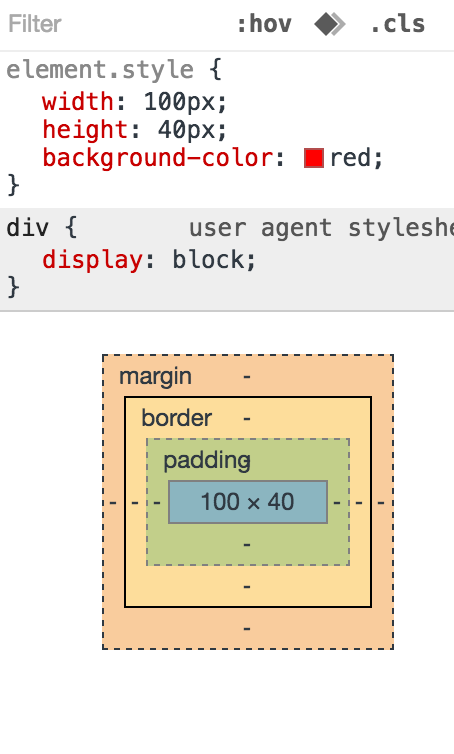 Filter :hov .cls
element.style {
width: 100px;
height: 40px;
background-color: red;
}
div { user agent styleshe
display: block;
}
margin -
border -
padding -
- - - 100 × 40 - - -
-
-
-